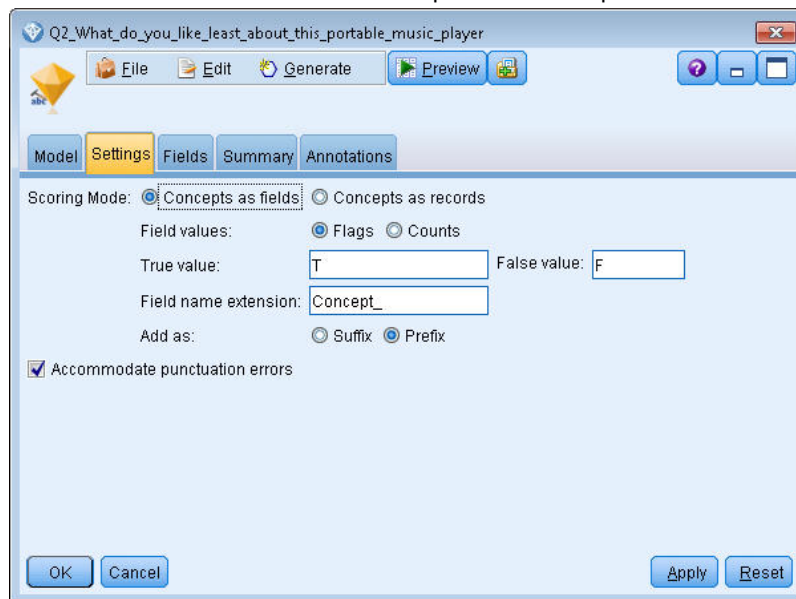 Q2_What_do_you_like_least_about_this_portable_music_player
File Edit Generate Preview
abc
Model Settings Fields Summary Annotations
Scoring Mode: Concepts as fields Concepts as records
Field values: Flags Counts
True value: T False value: F
Field name extension: Concept_
Add as: Suffix Prefix
Accommodate punctuation errors
OK Cancel Apply Reset